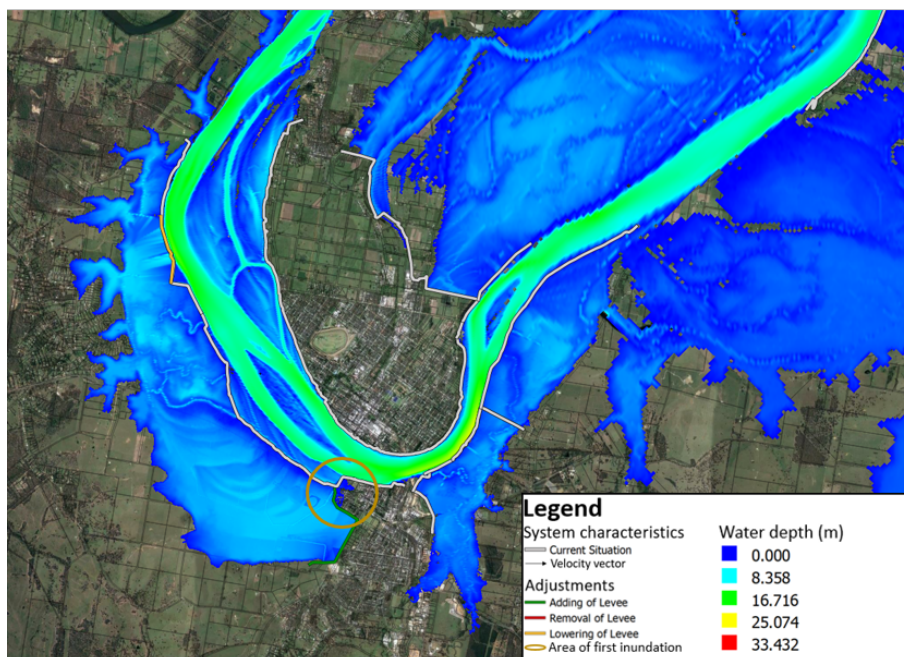 Legend
System characteristics
Current Situation
Velocity vector
Adjustments
Adding of Levee
Removal of Levee
Lowering of Levee
Area of first inundation
Water depth (m)
0.000
8.358
16.716
25.074
33.432